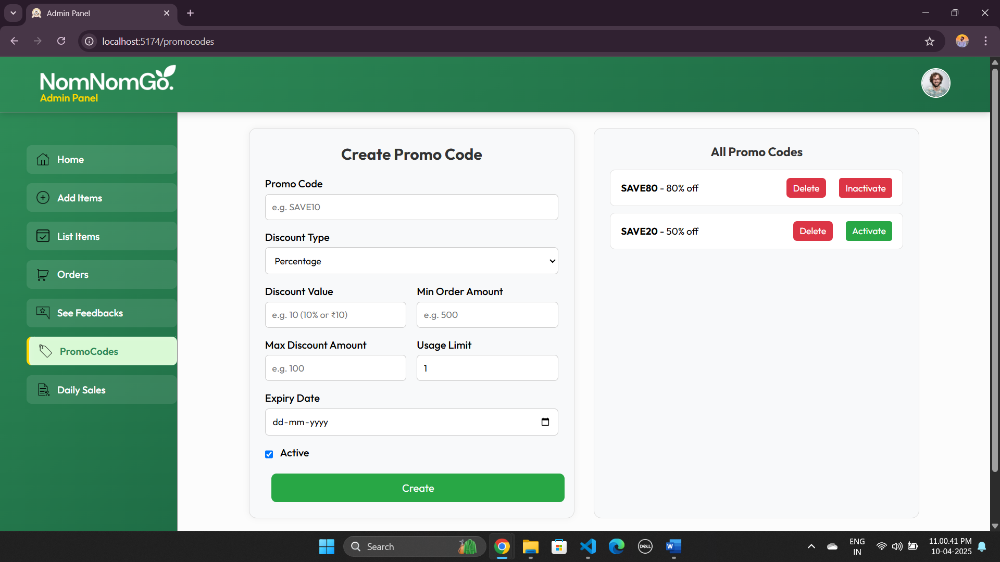 Admin Panel
localhost:5174/promocodes
NomNomGo.
Admin Panel
Home
Add Items
List Items
Orders
See Feedbacks
PromoCodes
Daily Sales
Create Promo Code
Promo Code
e.g. SAVE10
Discount Type
Percentage
Discount Value
Min Order Amount
e.g. 10 (10% or ₹10)
e.g. 500
Max Discount Amount
Usage Limit
e.g. 100
1
Expiry Date
dd-mm-yyyy
Active
Create
All Promo Codes
SAVE80 - 80% off
Delete
Inactivate
SAVE20 - 50% off
Delete
Activate
Search
DELL
W
ENG
IN
11.00.41 PM
10-04-2025